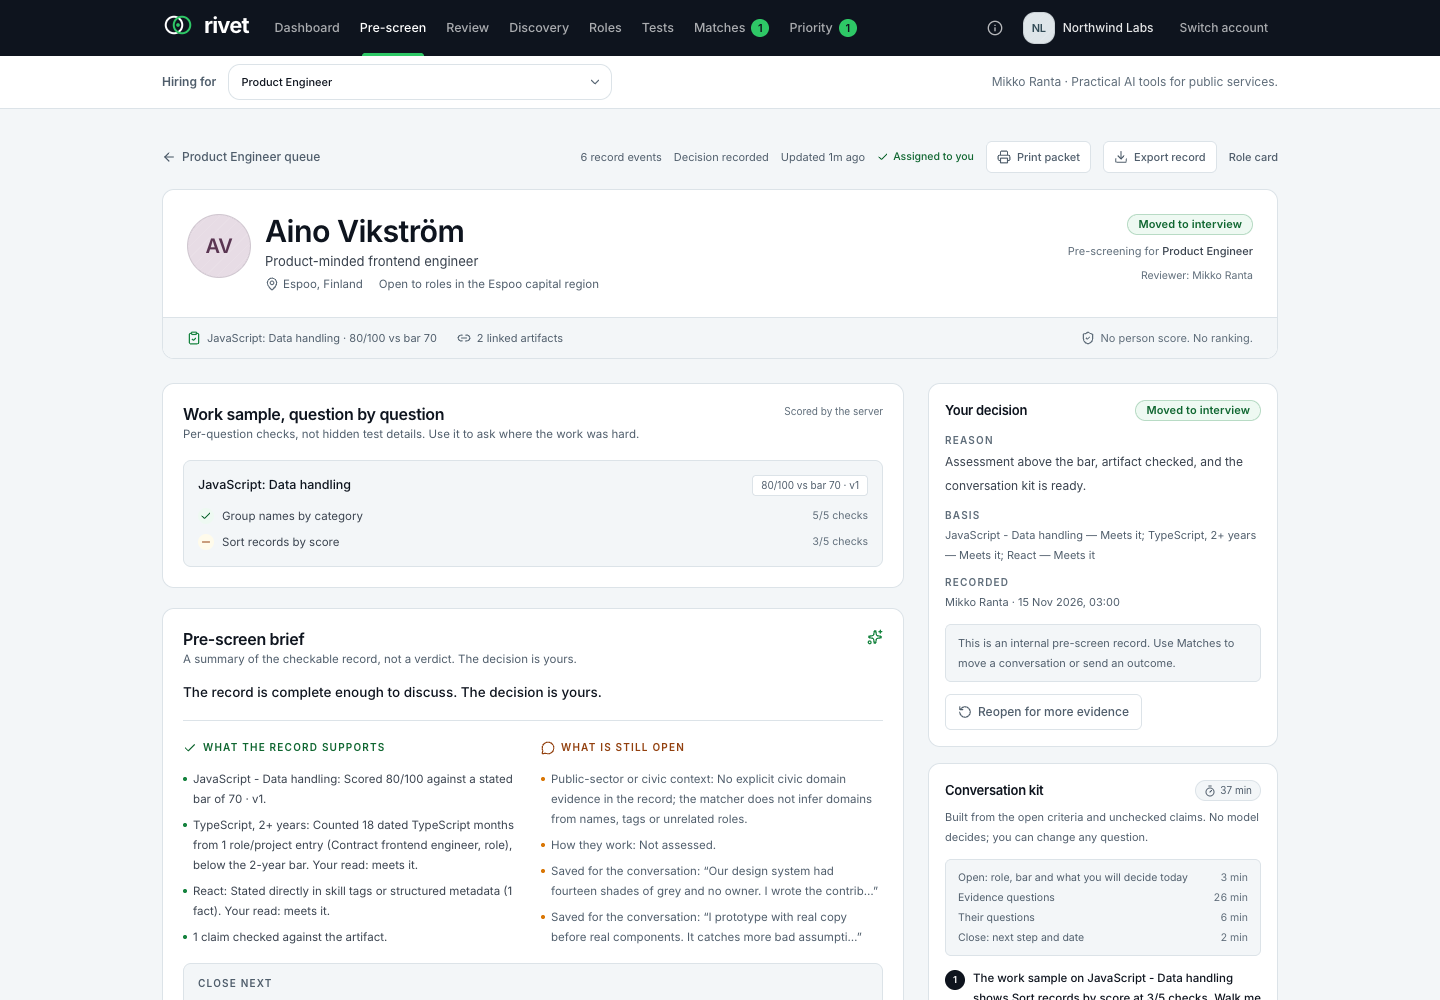 rivet
Dashboard
Pre-screen
Review
Discovery
Roles
Tests
Matches 1
Priority 1
NL
Northwind Labs
Switch account
Hiring for
Product Engineer
Mikko Ranta · Practical AI tools for public services.
Product Engineer queue
6 record events
Decision recorded
Updated 1m ago
Assigned to you
Print packet
Export record
Role card
AV
Aino Vikström
Product-minded frontend engineer
Espoo, Finland
Open to roles in the Espoo capital region
Moved to interview
Pre-screening for Product Engineer
Reviewer: Mikko Ranta
JavaScript: Data handling · 80/100 vs bar 70
2 linked artifacts
No person score. No ranking.
Work sample, question by question
Scored by the server
Per-question checks, not hidden test details. Use it to ask where the work was hard.
JavaScript: Data handling
80/100 vs bar 70 · v1
Group names by category
5/5 checks
Sort records by score
3/5 checks
Pre-screen brief
A summary of the checkable record, not a verdict. The decision is yours.
The record is complete enough to discuss. The decision is yours.
WHAT THE RECORD SUPPORTS
JavaScript - Data handling: Scored 80/100 against a stated
bar of 70 · v1.
TypeScript, 2+ years: Counted 18 dated TypeScript months
from 1 role/project entry (Contract frontend engineer, role),
below the 2-year bar. Your read: meets it.
React: Stated directly in skill tags or structured metadata (1
fact). Your read: meets it.
1 claim checked against the artifact.
WHAT IS STILL OPEN
Public-sector or civic context: No explicit civic domain
evidence in the record; the matcher does not infer domains
from names, tags or unrelated roles.
How they work: Not assessed.
Saved for the conversation: “Our design system had
fourteen shades of grey and no owner. I wrote the contrib...”
Saved for the conversation: “I prototype with real copy
before real components. It catches more bad assumpti...”
CLOSE NEXT
Your decision
Moved to interview
REASON
Assessment above the bar, artifact checked, and the
conversation kit is ready.
BASIS
JavaScript - Data handling — Meets it; TypeScript, 2+ years
— Meets it; React — Meets it
RECORDED
Mikko Ranta · 15 Nov 2026, 03:00
This is an internal pre-screen record. Use Matches to
move a conversation or send an outcome.
Reopen for more evidence
Conversation kit
37 min
Built from the open criteria and unchecked claims. No model
decides; you can change any question.
Open: role, bar and what you will decide today
3 min
Evidence questions
26 min
Their questions
6 min
Close: next step and date
2 min
1
The work sample on JavaScript - Data handling
shows Sort records by score at 3/5 checks. Walk me